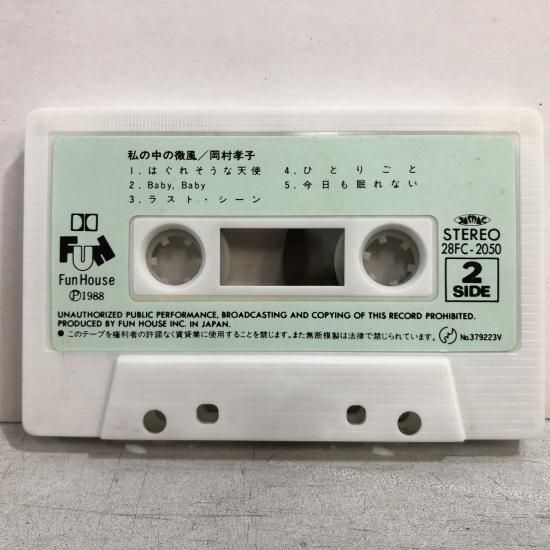 私の中の微風／岡村孝子
1. はぐれそうな天使
2. Baby, Baby
3. ラスト・シーン
4. ひとりごと
5. 今日も眠れない
FUN
Fun House
Ⓟ1988
JASRAC
STEREO
28FC-2050
2
SIDE
UNAUTHORIZED PUBLIC PERFORMANCE, BROADCASTING AND COPYING OF THIS RECORD PROHIBITED.
PRODUCED BY FUN HOUSE INC. IN JAPAN.
●このテープを権利者の許諾なく賃貸業に使用することを禁じます。また無断複製は法律で禁じられています。
No.379223V